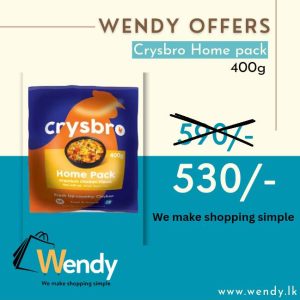 WENDY OFFERS
Crysbro Home pack
400g
crysbro
400g
Home Pack
590/-
530/-
We make shopping simple
Wendy
We make shopping simple
www.wendy.lk